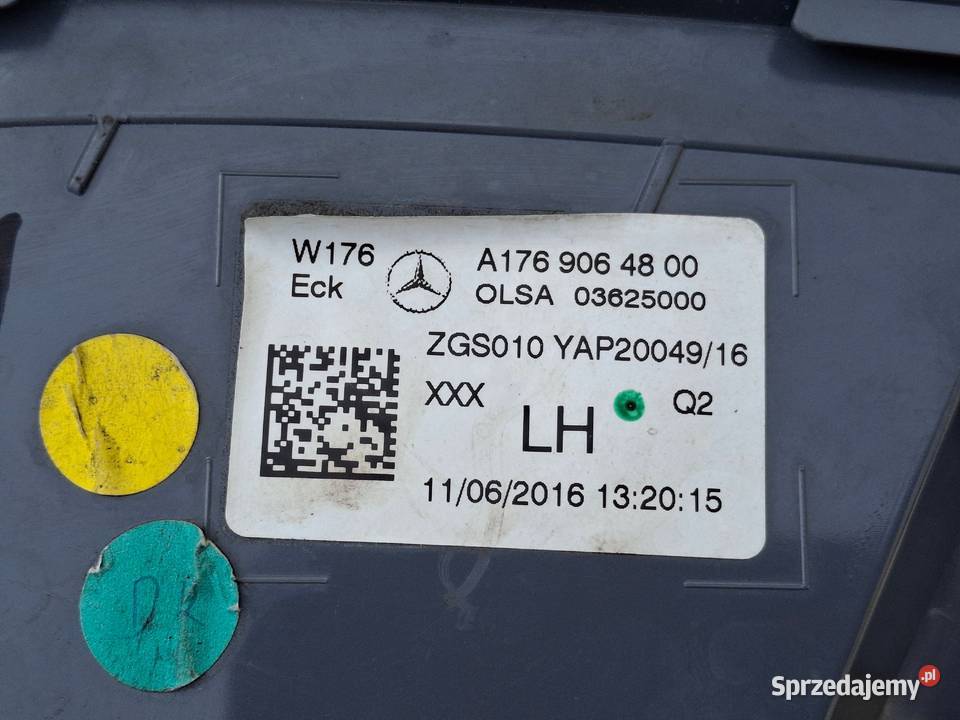 W176
Eck
A176 906 48 00
OLSA 03625000
ZGS010 YAP20049/16
XXX
Q2
LH
11/06/2016 13:20:15
Sprzedajemy.pl